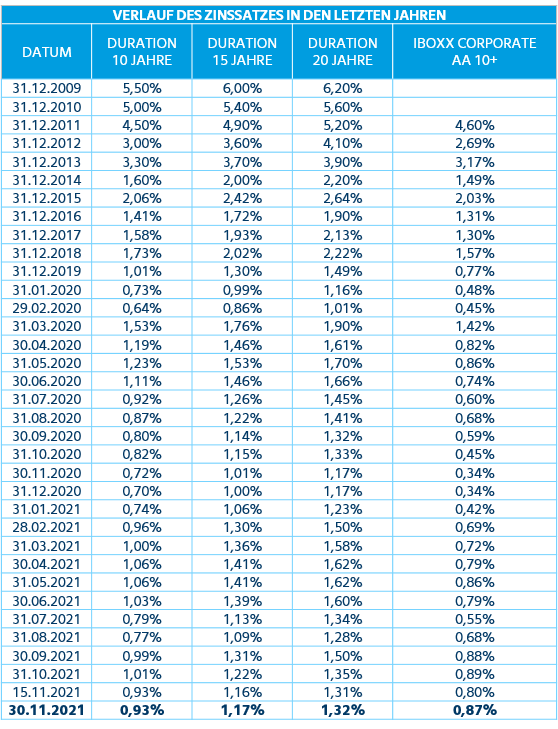 VERLAUF DES ZINSSATZES IN DEN LETZTEN JAHREN
DATUM DURATION 10 JAHRE DURATION 15 JAHRE DURATION 20 JAHRE IBOXX CORPORATE AA 10+
31.12.2009 5,50% 6,00% 6,20%
31.12.2010 5,00% 5,40% 5,60%
31.12.2011 4,50% 4,90% 5,20% 4,60%
31.12.2012 3,00% 3,60% 4,10% 2,69%
31.12.2013 3,30% 3,70% 3,90% 3,17%
31.12.2014 1,60% 2,00% 2,20% 1,49%
31.12.2015 2,06% 2,42% 2,64% 2,03%
31.12.2016 1,41% 1,72% 1,90% 1,31%
31.12.2017 1,58% 1,93% 2,13% 1,30%
31.12.2018 1,73% 2,02% 2,22% 1,57%
31.12.2019 1,01% 1,30% 1,49% 0,77%
31.01.2020 0,73% 0,99% 1,16% 0,48%
29.02.2020 0,64% 0,86% 1,01% 0,45%
31.03.2020 1,53% 1,76% 1,90% 1,42%
30.04.2020 1,19% 1,46% 1,61% 0,82%
31.05.2020 1,23% 1,53% 1,70% 0,86%
30.06.2020 1,11% 1,46% 1,66% 0,74%
31.07.2020 0,92% 1,26% 1,45% 0,60%
31.08.2020 0,87% 1,22% 1,41% 0,68%
30.09.2020 0,80% 1,14% 1,32% 0,59%
31.10.2020 0,82% 1,15% 1,33% 0,45%
30.11.2020 0,72% 1,01% 1,17% 0,34%
31.12.2020 0,70% 1,00% 1,17% 0,34%
31.01.2021 0,74% 1,06% 1,23% 0,42%
28.02.2021 0,96% 1,30% 1,50% 0,69%
31.03.2021 1,00% 1,36% 1,58% 0,72%
30.04.2021 1,06% 1,41% 1,62% 0,79%
31.05.2021 1,06% 1,41% 1,62% 0,86%
30.06.2021 1,03% 1,39% 1,60% 0,79%
31.07.2021 0,79% 1,13% 1,34% 0,55%
31.08.2021 0,77% 1,09% 1,28% 0,68%
30.09.2021 0,99% 1,31% 1,50% 0,88%
31.10.2021 1,01% 1,22% 1,35% 0,89%
15.11.2021 0,93% 1,16% 1,31% 0,80%
30.11.2021 0,93% 1,17% 1,32% 0,87%